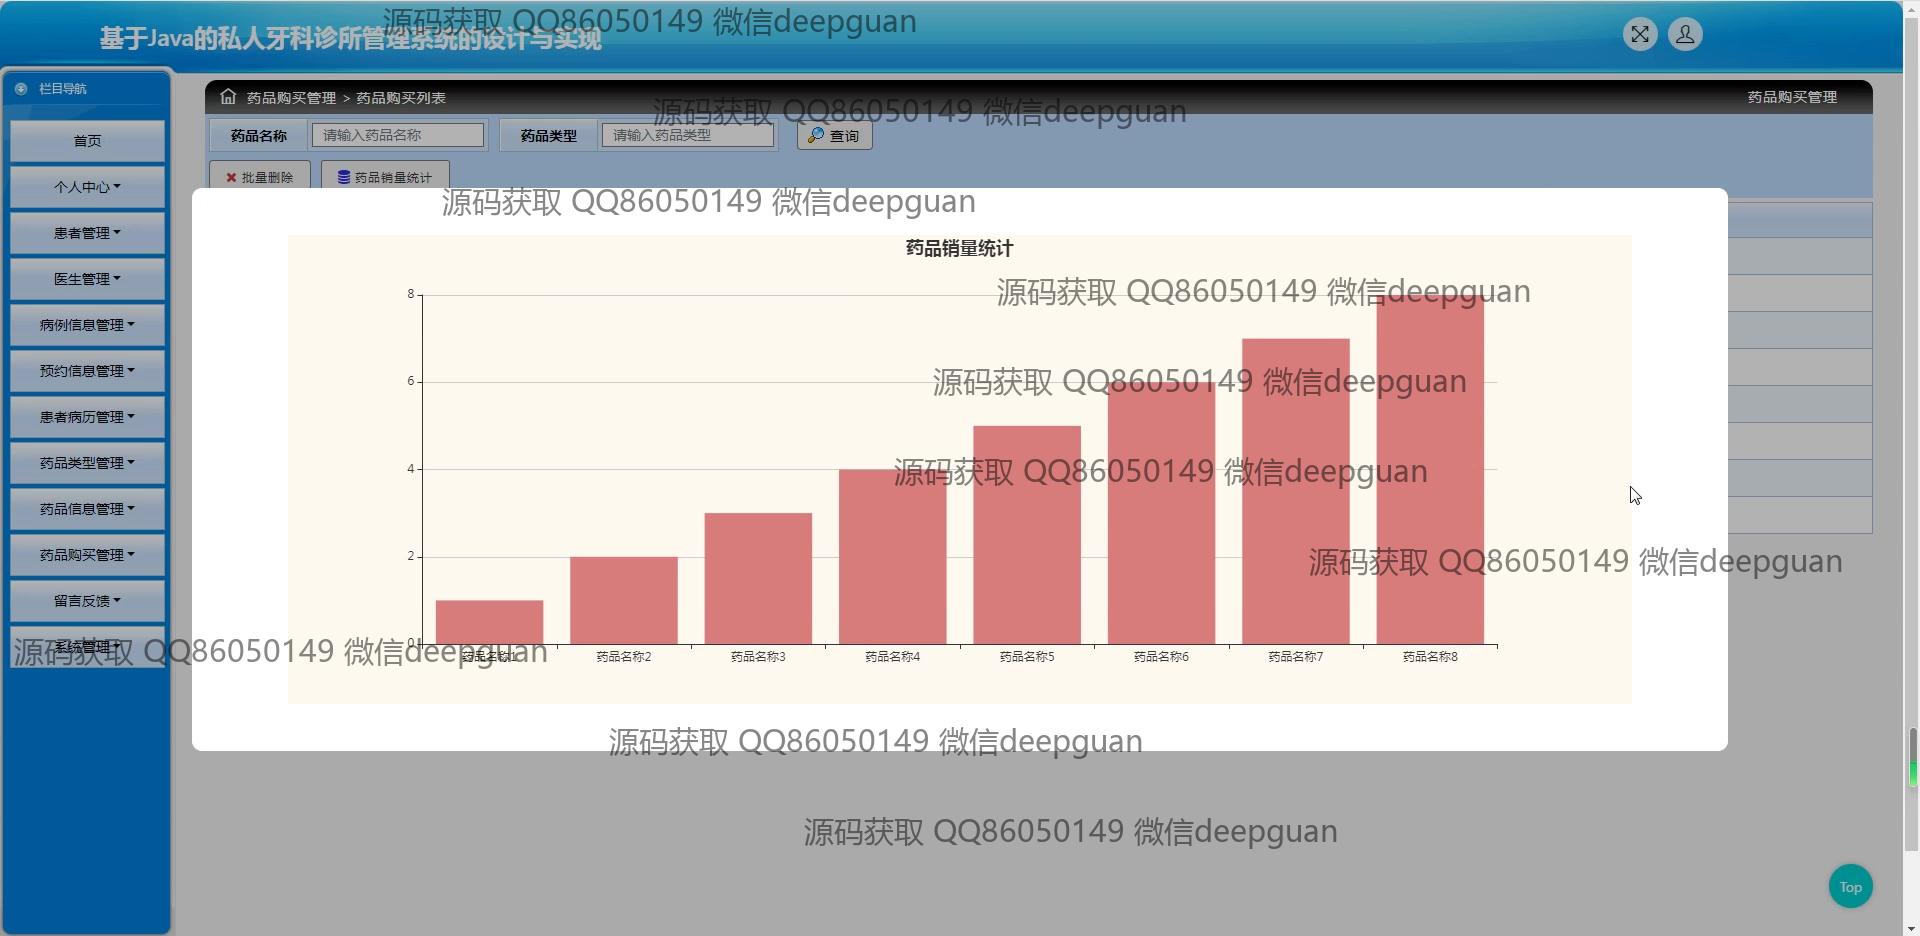 源码获取 QQ86050149 微信deepguan
基于Java的私人牙科诊所管理系统的设计与实现
栏目导航
首页
个人中心
患者管理
医生管理
病例信息管理
预约信息管理
患者病历管理
药品类型管理
药品信息管理
药品购买管理
留言反馈
系统管理
药品购买管理 > 药品购买列表
药品购买管理
源码获取 QQ86050149 微信deepguan
药品名称 请输入药品名称 药品类型 请输入药品类型 查询
批量删除 药品销量统计
源码获取 QQ86050149 微信deepguan
药品销量统计
源码获取 QQ86050149 微信deepguan
8
6
源码获取 QQ86050149 微信deepguan
4
源码获取 QQ86050149 微信deepguan
2
源码获取 QQ86050149 微信deepguan
0
源码获取 QQ86050149 微信deepguan
药品名称1 药品名称2 药品名称3 药品名称4 药品名称5 药品名称6 药品名称7 药品名称8
源码获取 QQ86050149 微信deepguan
源码获取 QQ86050149 微信deepguan
Top